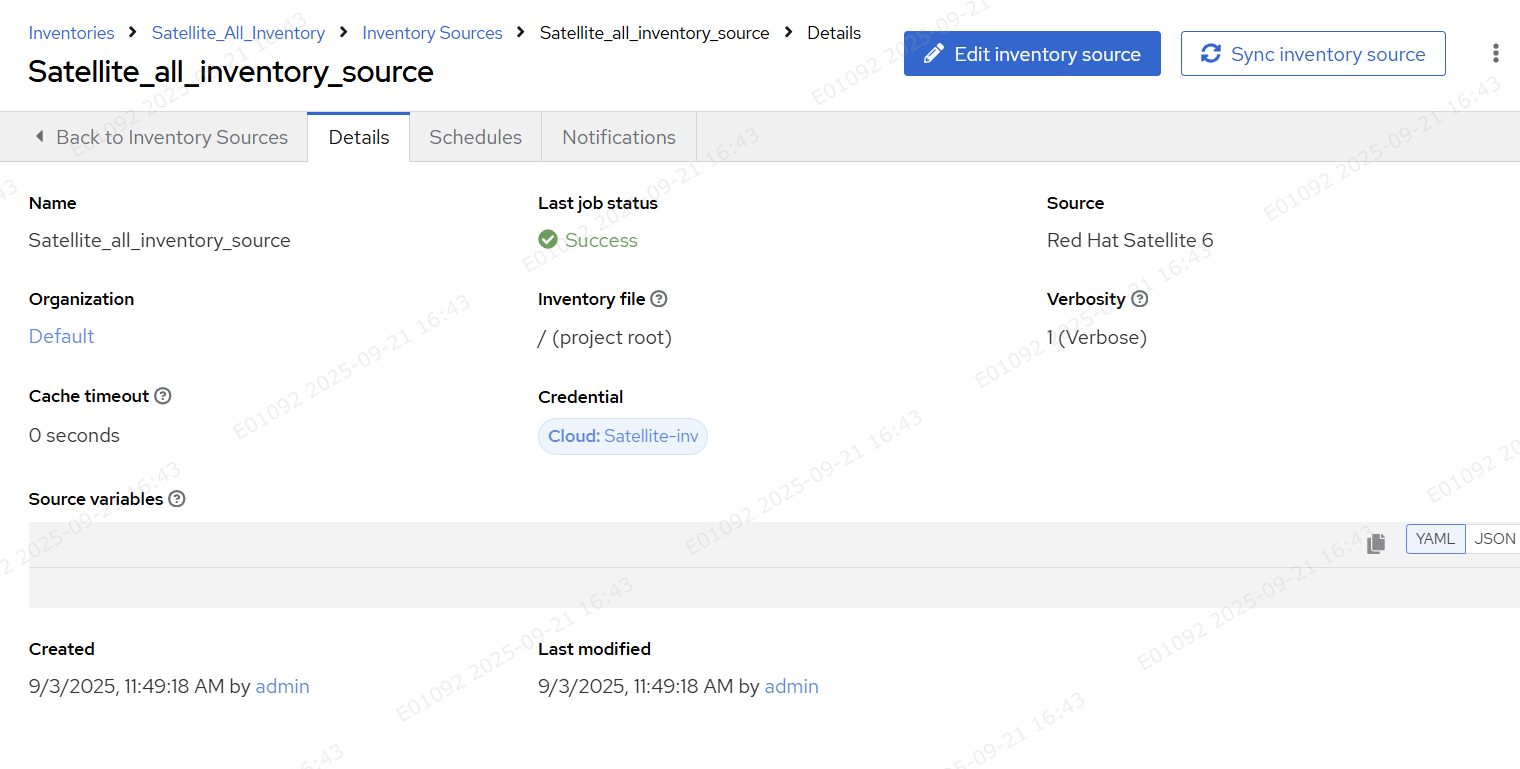 Inventories > Satellite_All_Inventory > Inventory Sources > Satellite_all_inventory_source > Details
Satellite_all_inventory_source
Edit inventory source
Sync inventory source
Back to Inventory Sources
Details
Schedules
Notifications
Name
Satellite_all_inventory_source
Last job status
Success
Source
Red Hat Satellite 6
Organization
Default
Inventory file
/ (project root)
Verbosity
1 (Verbose)
Cache timeout
0 seconds
Credential
Cloud: Satellite-inv
Source variables
YAML JSON
Created
9/3/2025, 11:49:18 AM by admin
Last modified
9/3/2025, 11:49:18 AM by admin
E01092 2025-09-21 16:43